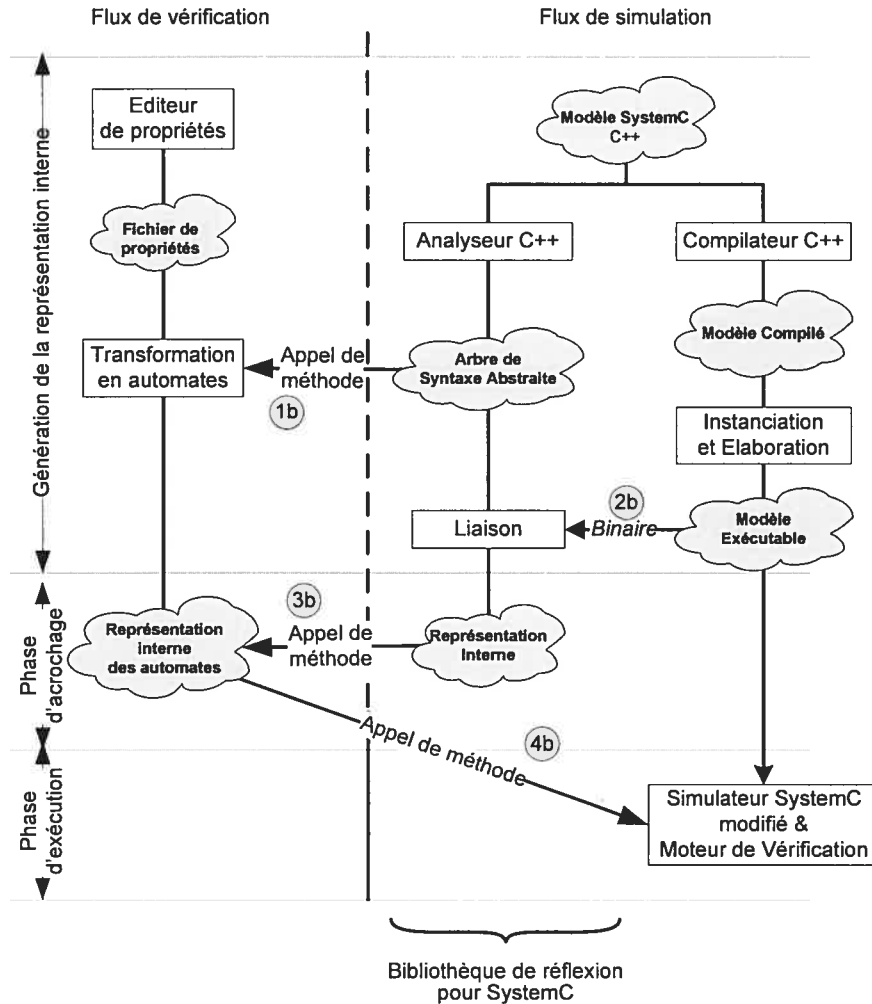 Flux de vérification
Flux de simulation
Génération de la représentation interne
Editeur
de propriétés
Modèle SystemC
C++
Fichier de
propriétés
Analyseur C++
Compilateur C++
Modèle Compilé
Transformation
en automates
Appel de
méthode
1b
Arbre de
Syntaxe Abstraite
Instanciation
et Elaboration
Liaison
2b
Binaire
Modèle
Exécutable
Phase
d'acrochage
Représentation
interne
des automates
3b
Appel de
méthode
Représentation
Interne
Appel de méthode
4b
Phase
d'exécution
Simulateur SystemC
modifié &
Moteur de Vérification
Bibliothèque de réflexion
pour SystemC